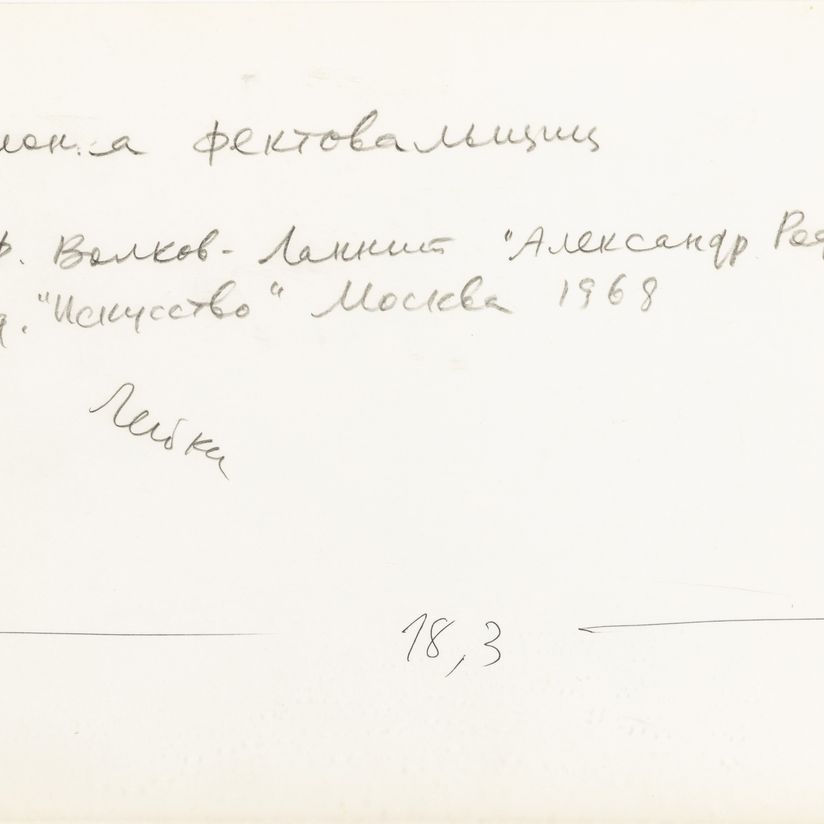 фектовальщиц
Волков-Ланнит "Александр
"Искусство" Москва 1968
18,3